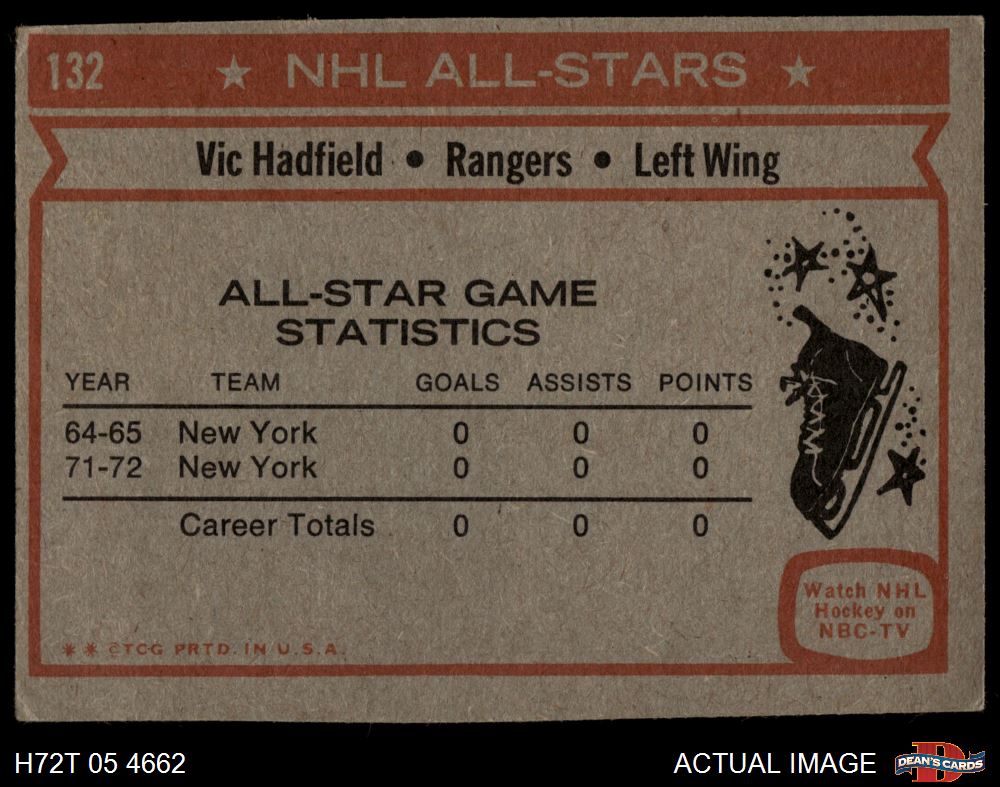 132 ★ NHL ALL-STARS ★
Vic Hadfield • Rangers • Left Wing
ALL-STAR GAME
STATISTICS
YEAR TEAM GOALS ASSISTS POINTS
64-65 New York 0 0 0
71-72 New York 0 0 0
Career Totals 0 0 0
Watch NHL
Hockey on
NBC-TV
* * ©TCG PRTD. IN U.S.A.
H72T 05 4662
ACTUAL IMAGE
D
DEAN'S CARDS